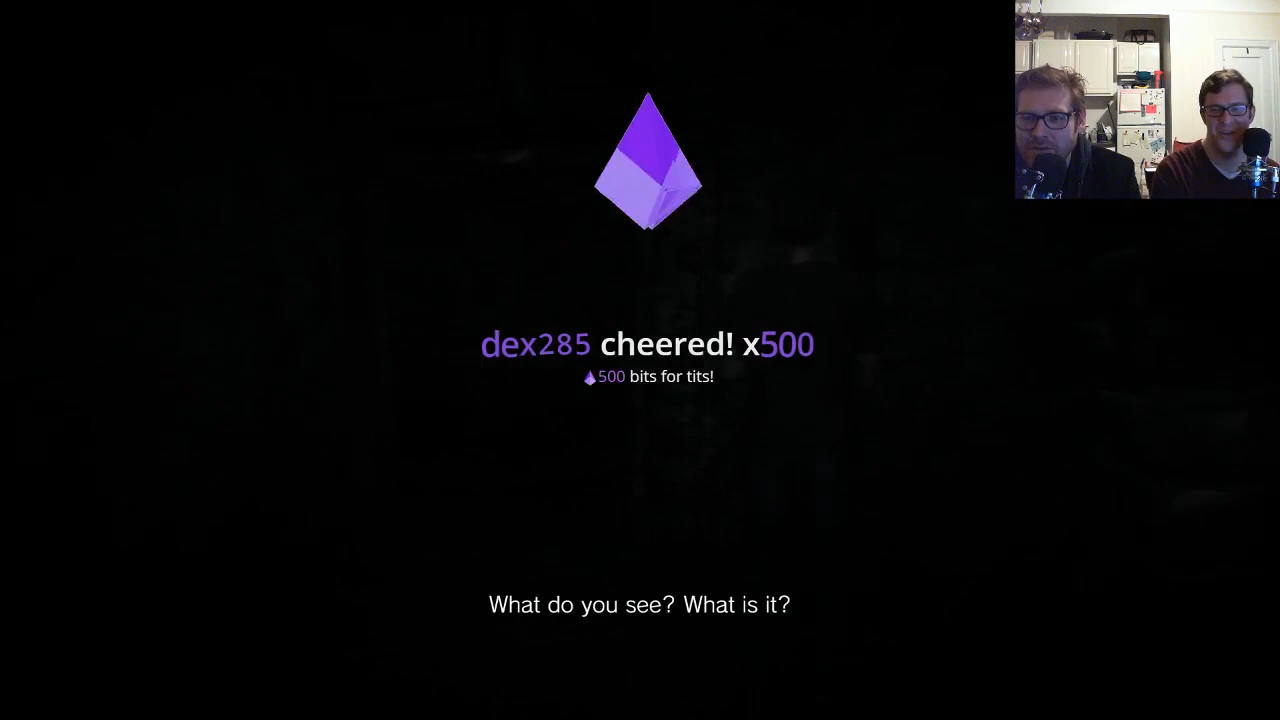 dex285 cheered! x500
500 bits for tits!
What do you see? What is it?